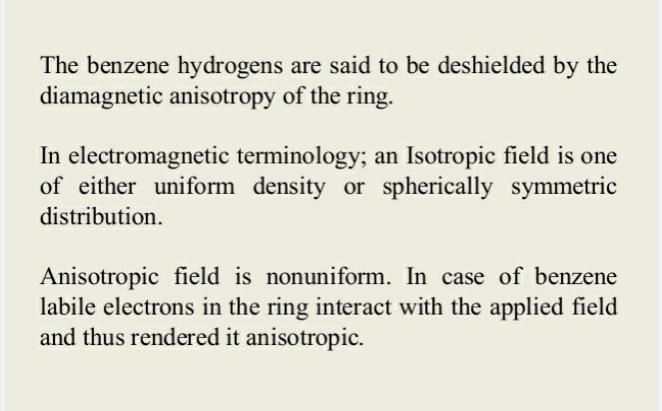 The benzene hydrogens are said to be deshielded by the
diamagnetic anisotropy of the ring.
In electromagnetic terminology; an Isotropic field is one
of either uniform density or spherically symmetric
distribution.
Anisotropic field is nonuniform. In case of benzene
labile electrons in the ring interact with the applied field
and thus rendered it anisotropic.